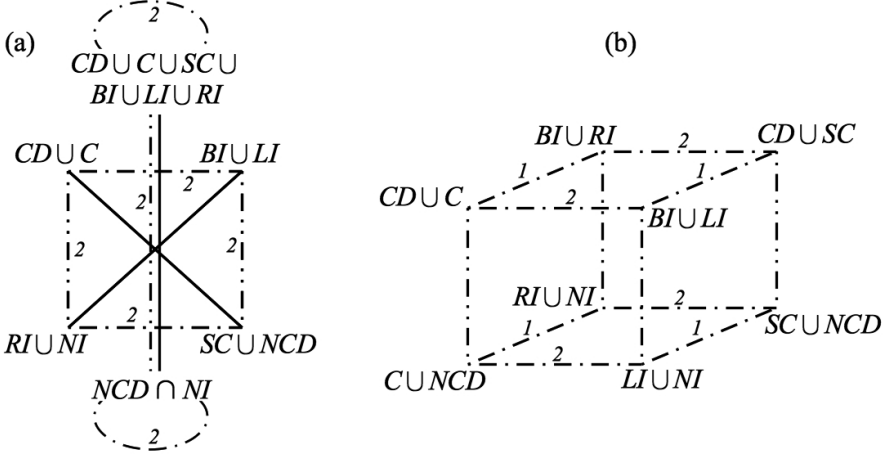 (a)
2
CD∪C∪SC∪
BI∪LI∪RI
CD∪C
BI∪LI
2
2
2
2
2
RI∪NI
SC∪NCD
NCD∩NI
2
(b)
BI∪RI
2
CD∪SC
1
1
CD∪C
2
BI∪LI
RI∪NI
2
SC∪NCD
1
1
2
C∪NCD
LI∪NI